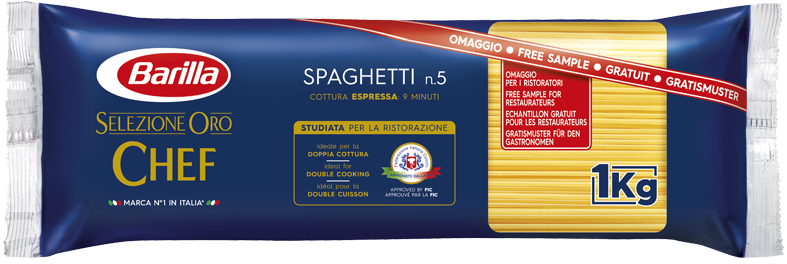 Barilla
SELEZIONE ORO
CHEF
MARCA N°1 IN ITALIA*
SPAGHETTI n.5
COTTURA ESPRESSA: 9 MINUTI
STUDIATA PER LA RISTORAZIONE
ideale per la
DOPPIA COTTURA
ideal for
DOUBLE COOKING
idéal pour la
DOUBLE CUISSON
APPROVED BY FIC
APPROUVÉ PAR LA FIC
OMAGGIO • FREE SAMPLE • GRATUIT • GRATISMUSTER
OMAGGIO
PER I RISTORATORI
FREE SAMPLE FOR
RESTAURATEURS
ECHANTILLON GRATUIT
POUR LES RESTAURATEURS
GRATISMUSTER FÜR DEN
GASTRONOMEN
1Kg